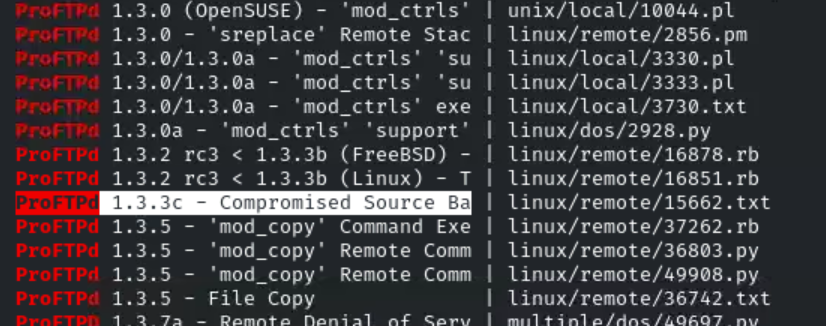 ProFTPd 1.3.0 (OpenSUSE) - 'mod_ctrls' | unix/local/10044.pl
ProFTPd 1.3.0 - 'sreplace' Remote Stac | linux/remote/2856.pm
ProFTPd 1.3.0/1.3.0a - 'mod_ctrls' 'su | linux/local/3330.pl
ProFTPd 1.3.0/1.3.0a - 'mod_ctrls' 'su | linux/local/3333.pl
ProFTPd 1.3.0/1.3.0a - 'mod_ctrls' exe | linux/local/3730.txt
ProFTPd 1.3.0a - 'mod_ctrls' 'support' | linux/dos/2928.py
ProFTPd 1.3.2 rc3 < 1.3.3b (FreeBSD) - | linux/remote/16878.rb
ProFTPd 1.3.2 rc3 < 1.3.3b (Linux) - T | linux/remote/16851.rb
ProFTPd 1.3.3c - Compromised Source Ba | linux/remote/15662.txt
ProFTPd 1.3.5 - 'mod_copy' Command Exe | linux/remote/37262.rb
ProFTPd 1.3.5 - 'mod_copy' Remote Comm | linux/remote/36803.py
ProFTPd 1.3.5 - 'mod_copy' Remote Comm | linux/remote/49908.py
ProFTPd 1.3.5 - File Copy | linux/remote/36742.txt
ProFTPd 1.3.7a - Remote Denial of Serv | multiple/dos/49697.py